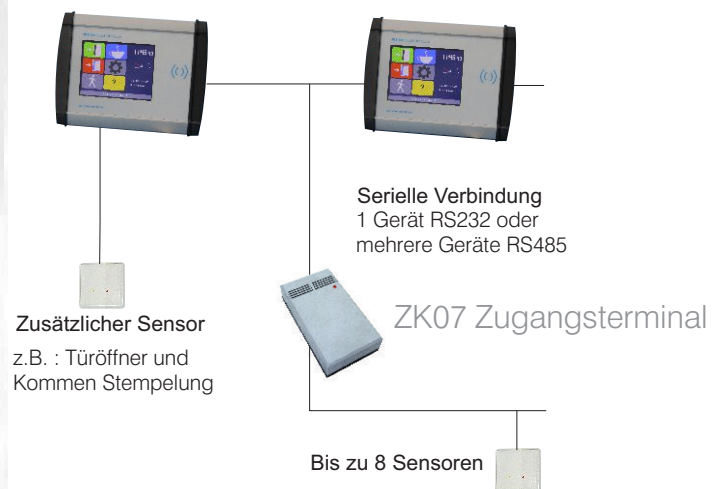 Serielle Verbindung
1 Gerät RS232 oder
mehrere Geräte RS485
ZK07 Zugangsterminal
Zusätzlicher Sensor
z.B. : Türöffner und
Kommen Stempelung
Bis zu 8 Sensoren